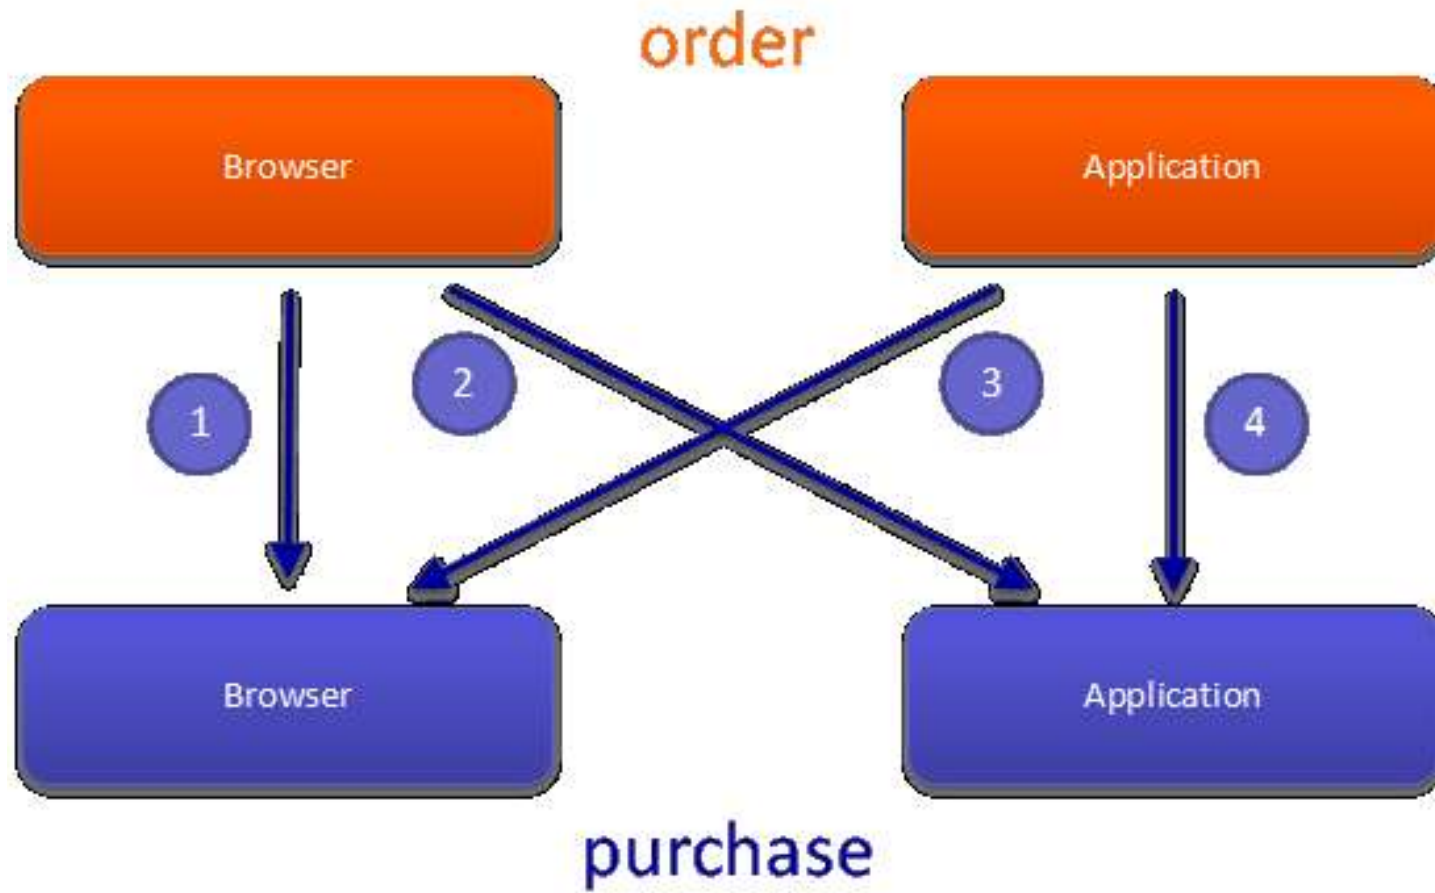 order
Browser
Application
1
2
3
4
Browser
Application
purchase